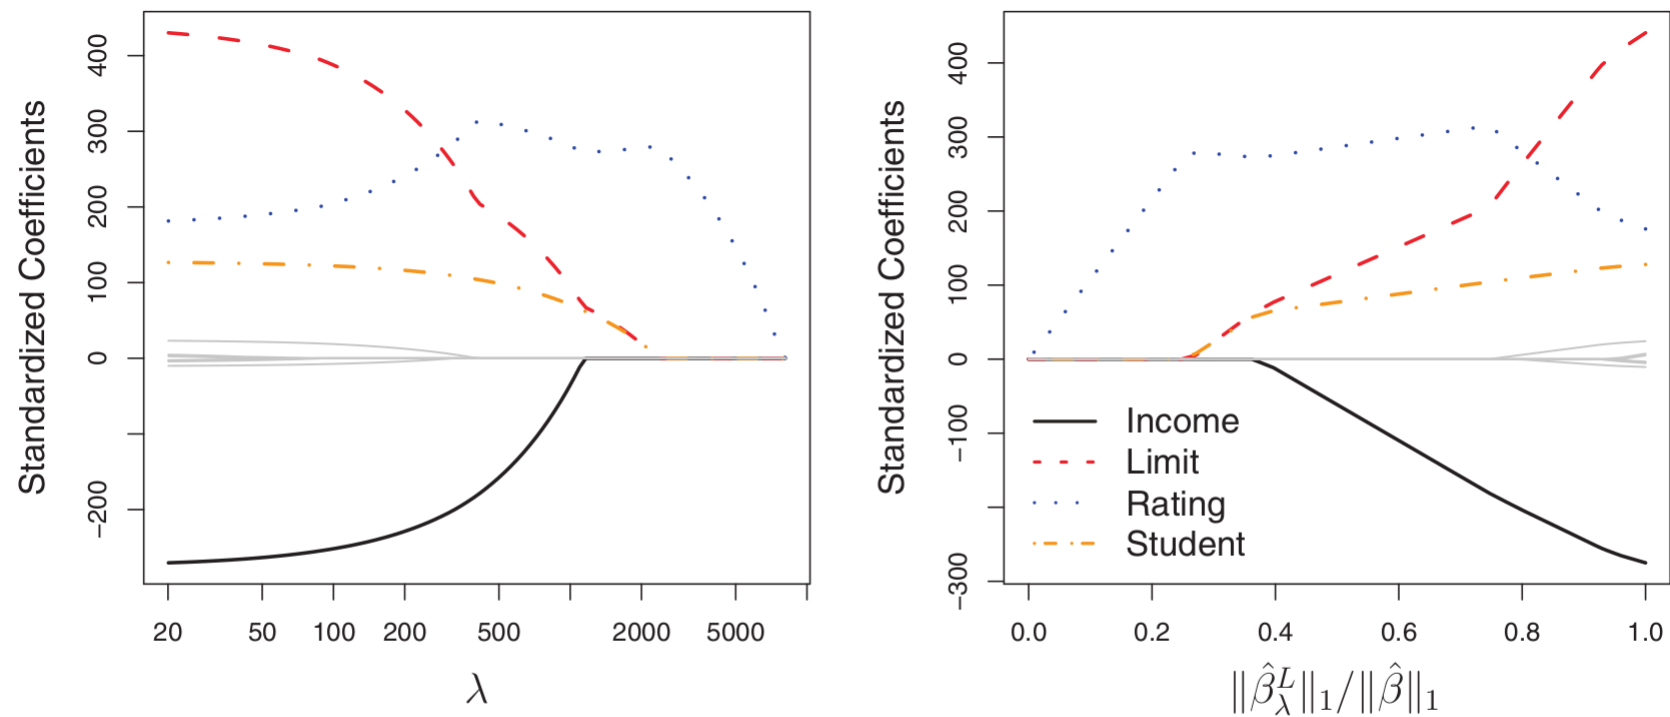 Standardized Coefficients
400
300
200
100
0
−200
20 50 100 200 500 2000 5000
λ
Standardized Coefficients
400
300
200
100
0
−100
−300
Income
Limit
Rating
Student
0.0 0.2 0.4 0.6 0.8 1.0
‖β̂λL‖1/‖β̂‖1